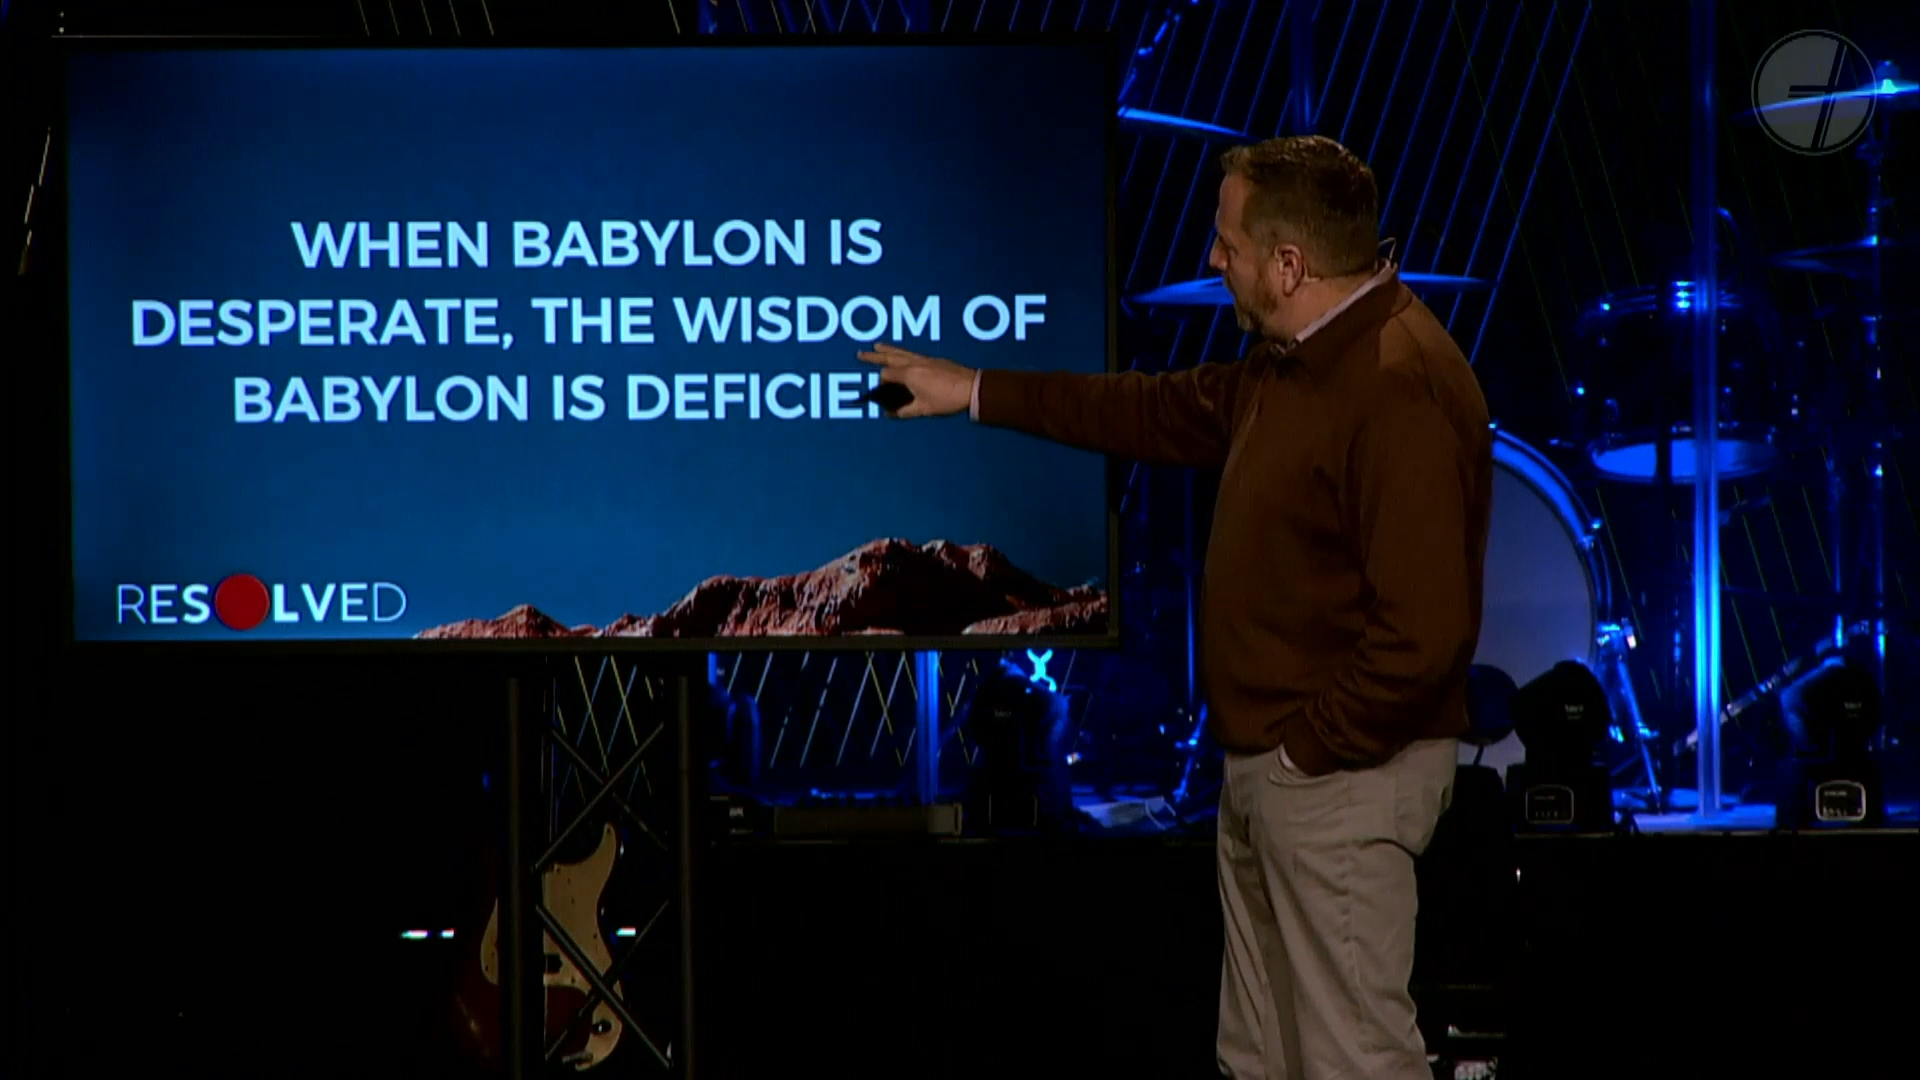 WHEN BABYLON IS
DESPERATE, THE WISDOM OF
BABYLON IS
RESOLVED